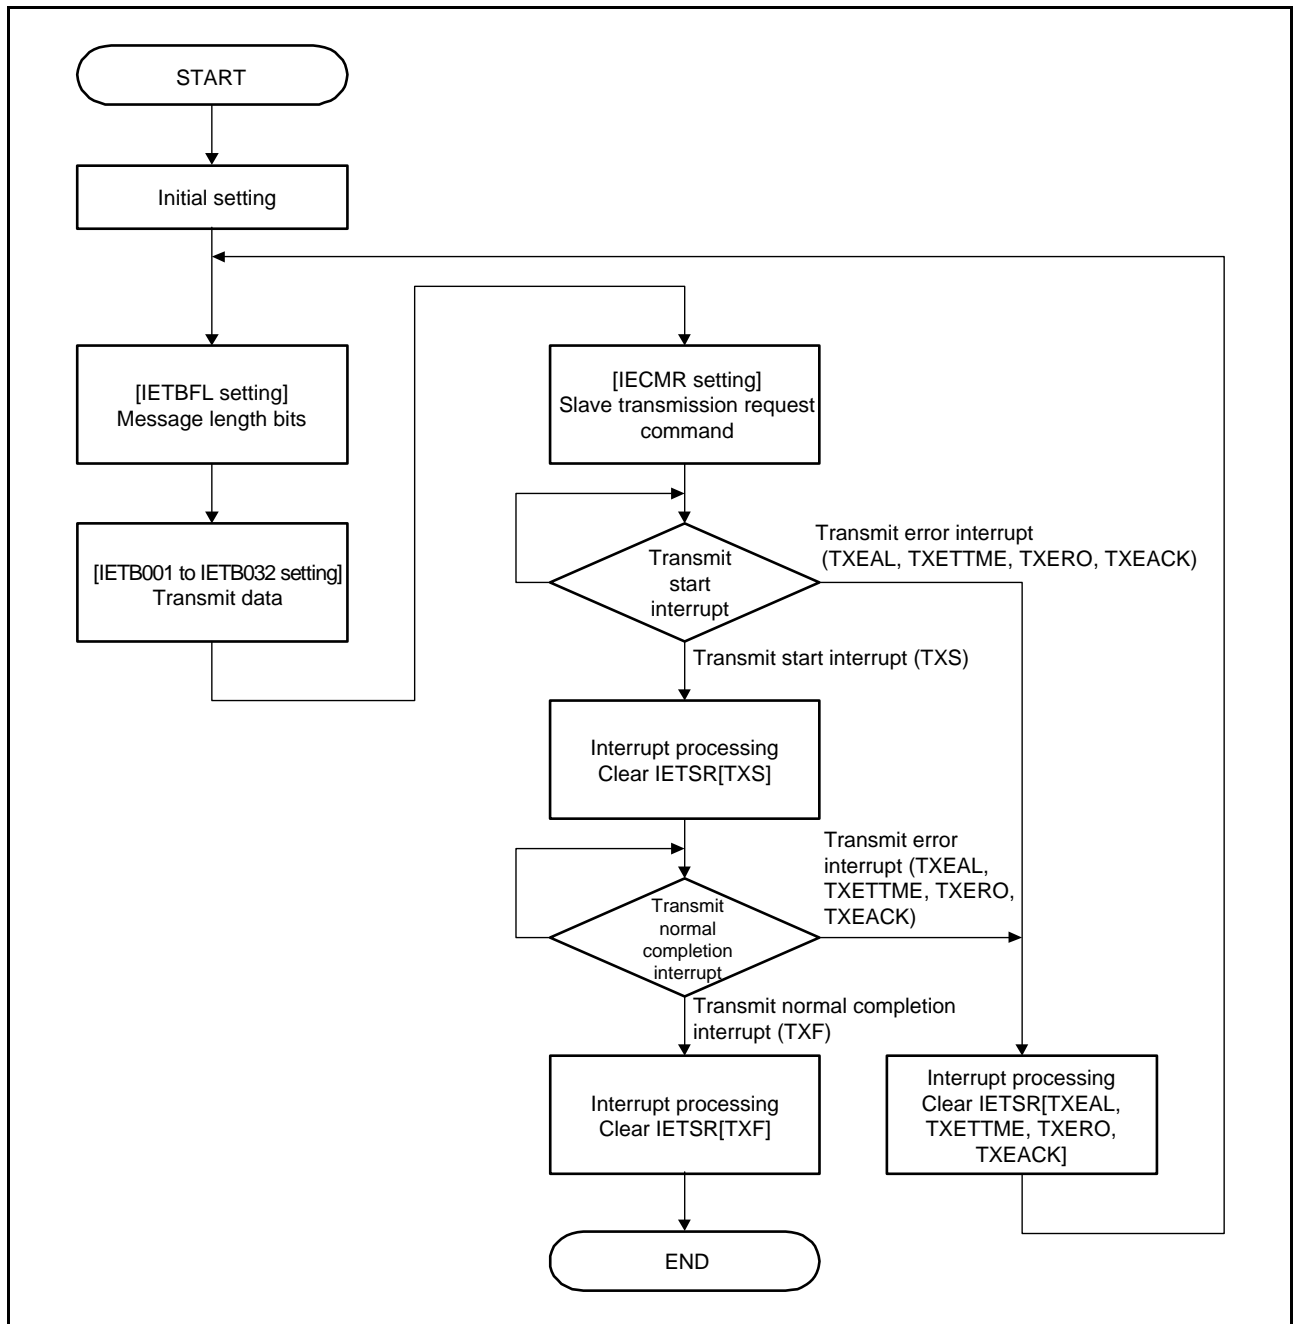 START
Initial setting
[IETBFL setting]
Message length bits
[IETB001 to IETB032 setting]
Transmit data
[IECMR setting]
Slave transmission request
command
Transmit
start
interrupt
Transmit error interrupt
(TXEAL, TXETTME, TXERO, TXEACK)
Transmit start interrupt (TXS)
Interrupt processing
Clear IETSR[TXS]
Transmit error
interrupt (TXEAL,
TXETTME, TXERO,
TXEACK)
Transmit
normal
completion
interrupt
Transmit normal completion
interrupt (TXF)
Interrupt processing
Clear IETSR[TXF]
Interrupt processing
Clear IETSR[TXEAL,
TXETTME, TXERO,
TXEACK]
END